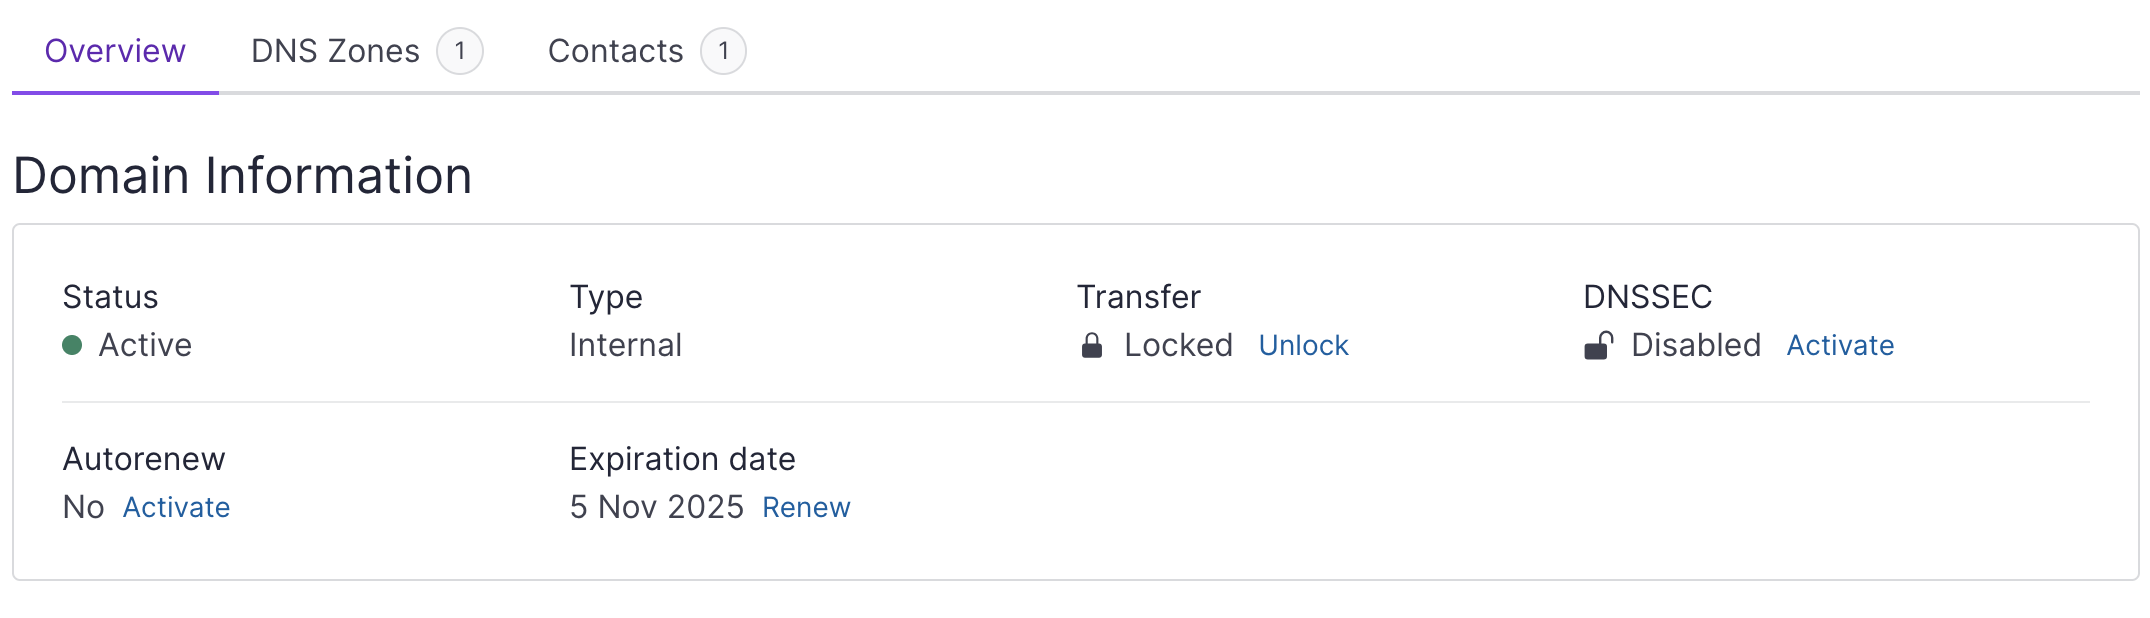 Overview DNS Zones 1 Contacts 1
Domain Information
Status Type Transfer DNSSEC
Active Internal Locked Unlock Disabled Activate
Autorenew Expiration date
No Activate 5 Nov 2025 Renew